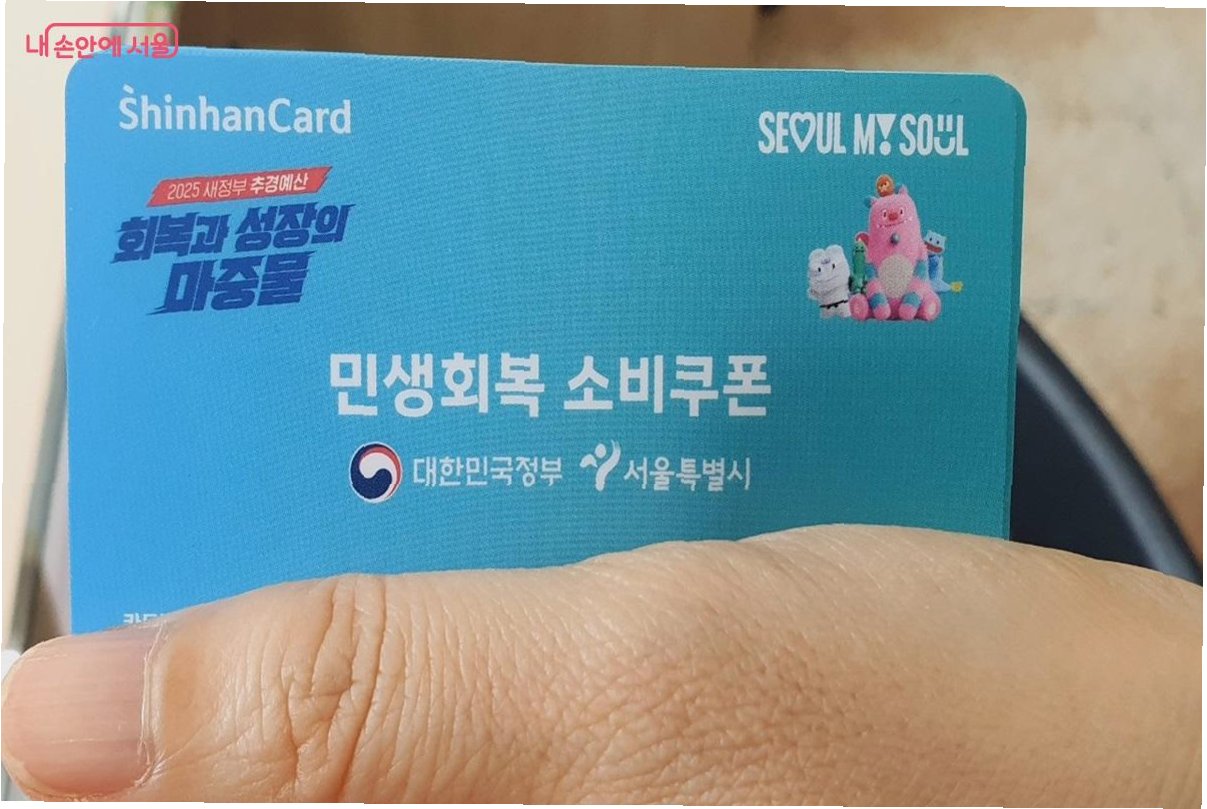 내 손안에 서울
ShinhanCard
SEOUL MY SOUL
2025 새정부 추경예산
회복과 성장의
마중물
민생회복 소비쿠폰
대한민국정부 서울특별시